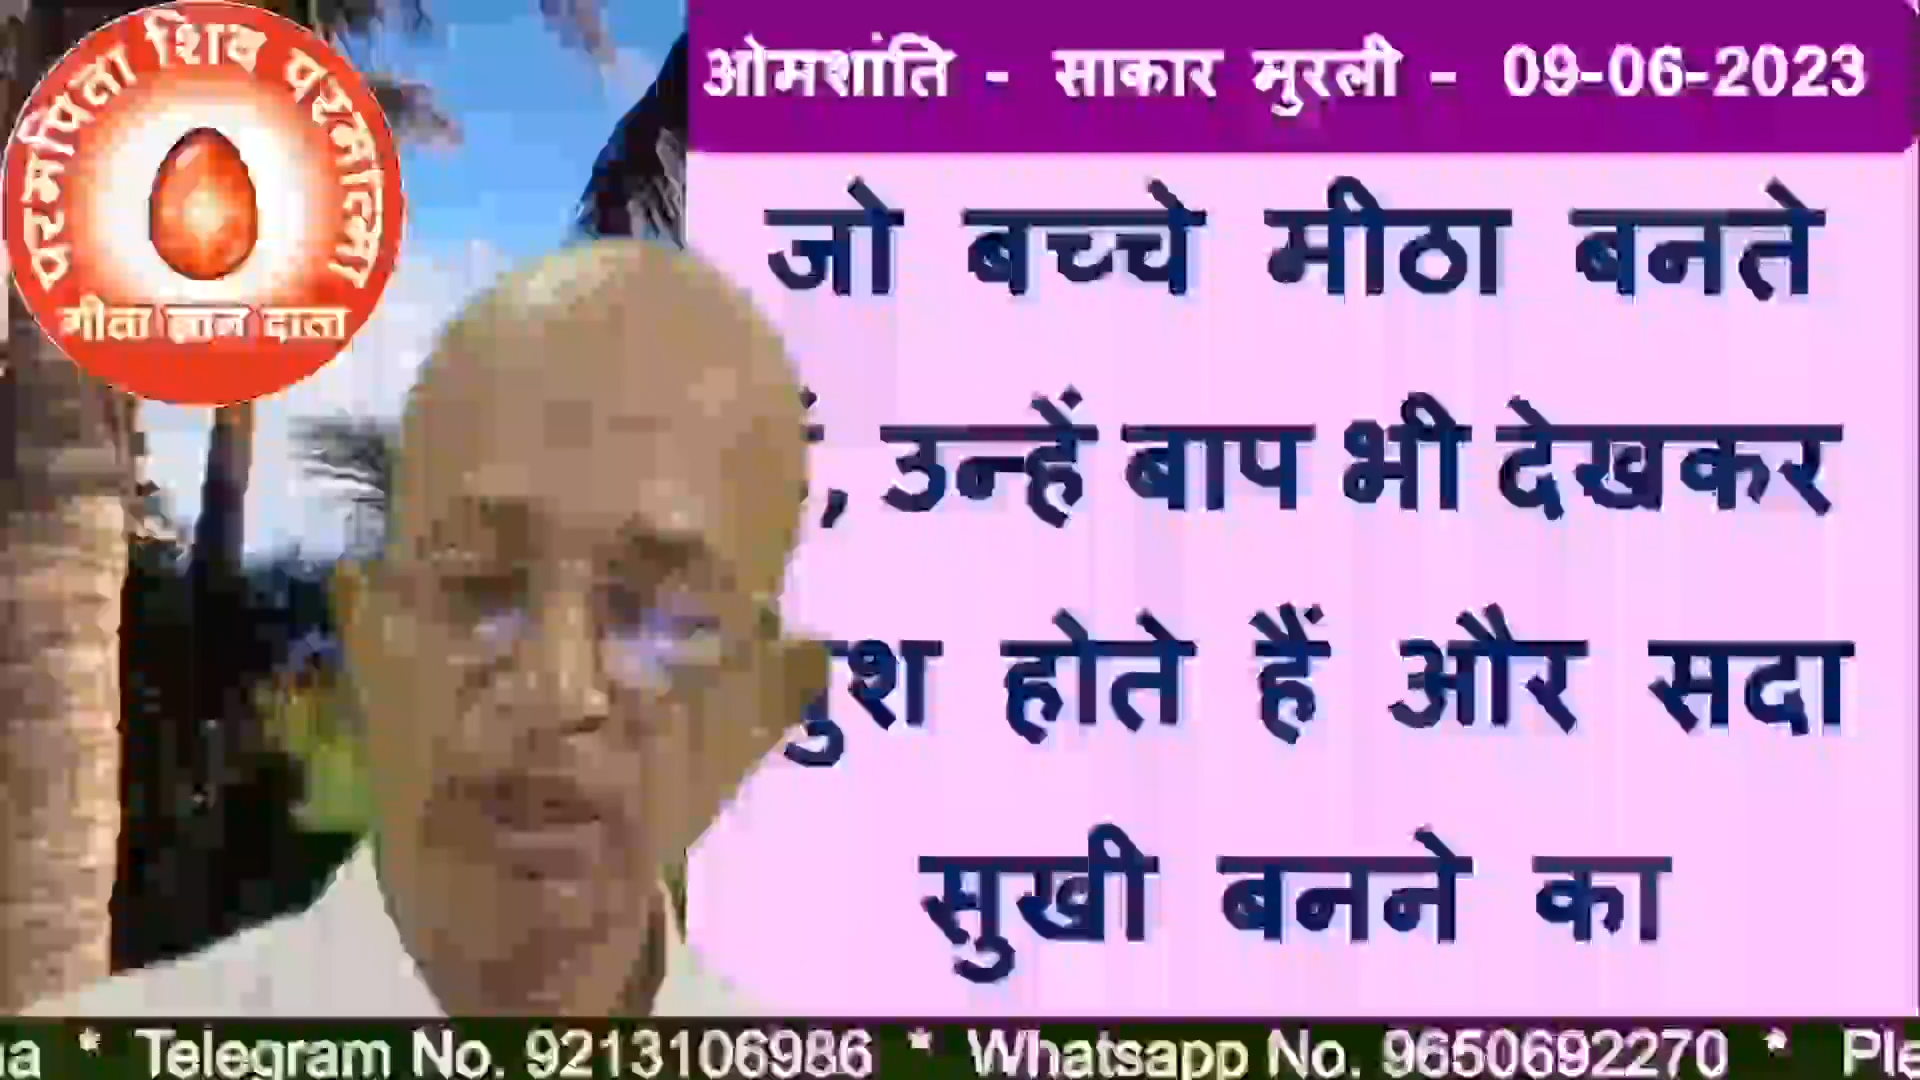 परमपिता शिव परमात्मा
गीता ज्ञान दाता
ओमशांति - साकार मुरली - 09-06-2023
जो बच्चे मीठा बनते
, उन्हें बाप भी देखकर
होते हैं और सदा
सुखी बनने का
* Telegram No. 9213106986 * Whatsapp No. 9650692270 *